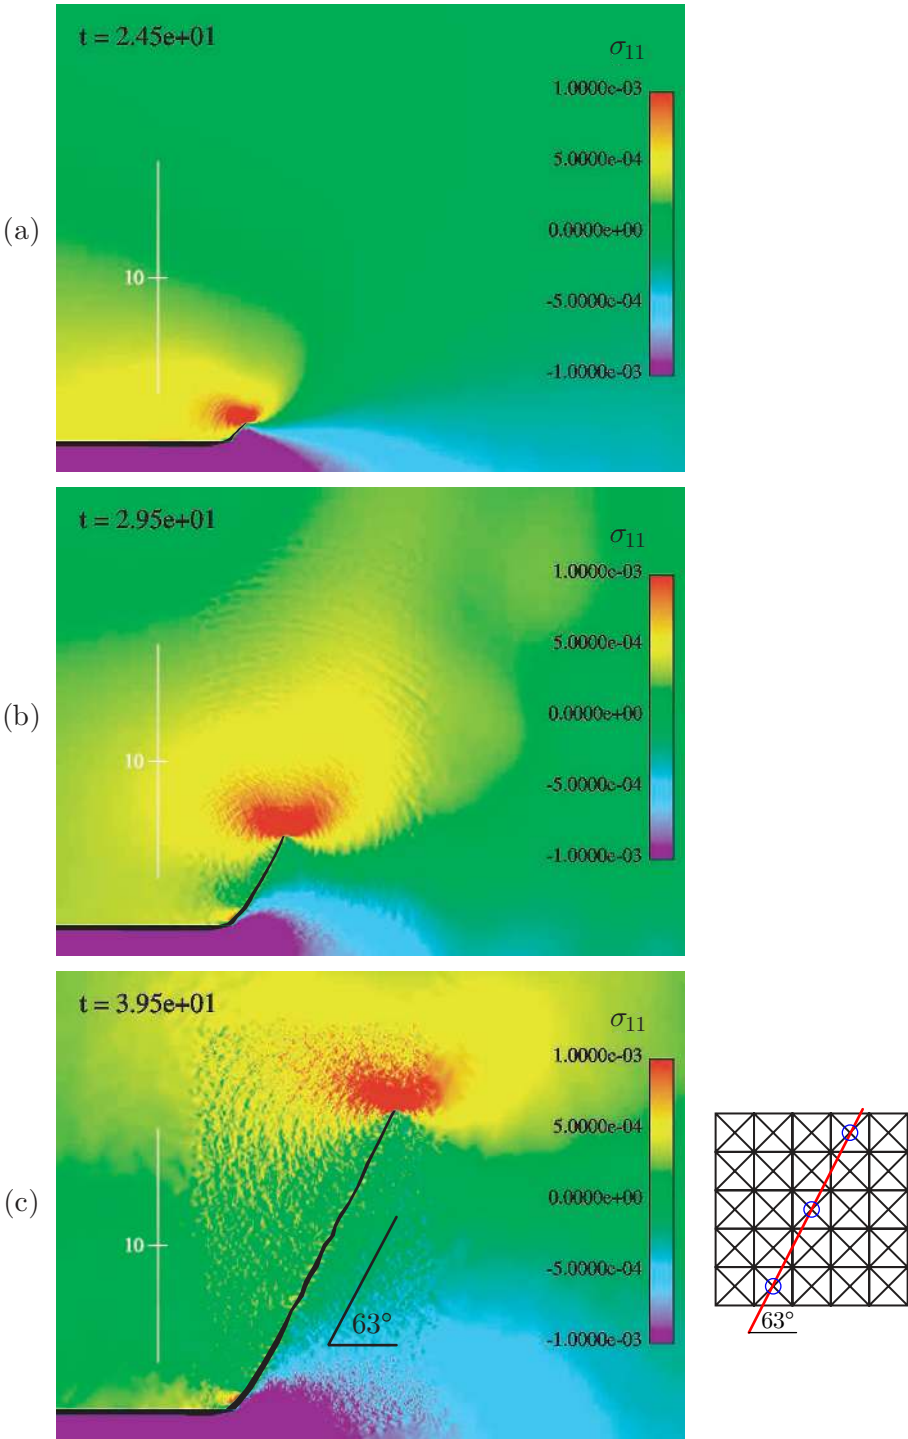 t = 2.45e+01
σ11
1.0000e-03
5.0000e-04
0.0000e+00
-5.0000e-04
-1.0000e-03
10
(a)
t = 2.95e+01
σ11
1.0000e-03
5.0000e-04
0.0000e+00
-5.0000e-04
-1.0000e-03
10
(b)
t = 3.95e+01
σ11
1.0000e-03
5.0000e-04
0.0000e+00
-5.0000e-04
-1.0000e-03
10
(c)
63°
63°